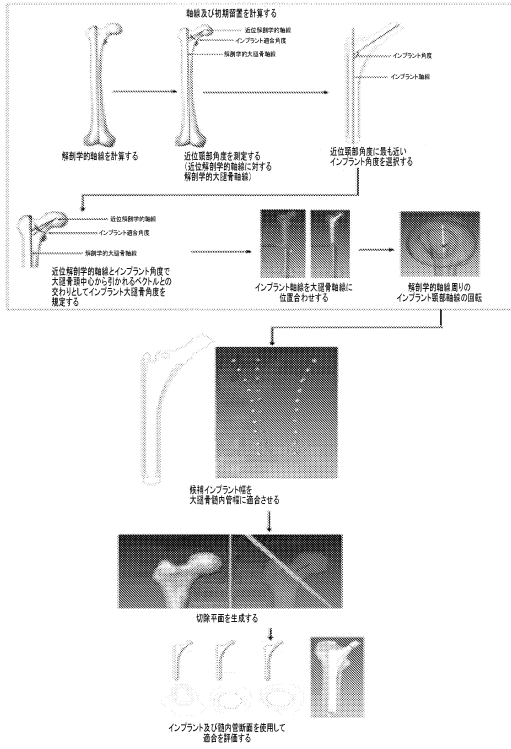 軸線及び初期留置を計算する
近位解剖学的軸線
インプラント適合角度
解剖学的大腿骨軸線
インプラント角度
インプラント軸線
解剖学的軸線を計算する
近位頸部角度を測定する
(近位解剖学的軸線に対する
解剖学的大腿骨軸線)
近位頸部角度に最も近い
インプラント角度を選択する
近位解剖学的軸線
インプラント適合角度
解剖学的大腿骨軸線
近位解剖学的軸線とインプラント角度で
大腿骨頭中心から引かれるベクトルとの
交わりとしてインプラント大腿骨角度を
規定する
インプラント軸線を大腿骨軸線に
位置合わせする
解剖学的軸線周りの
インプラント頸部軸線の回転
候補インプラント幅を
大腿骨髄内管幅に適合させる
切除平面を生成する
インプラント及び髄内管断面を使用して
適合を評価する